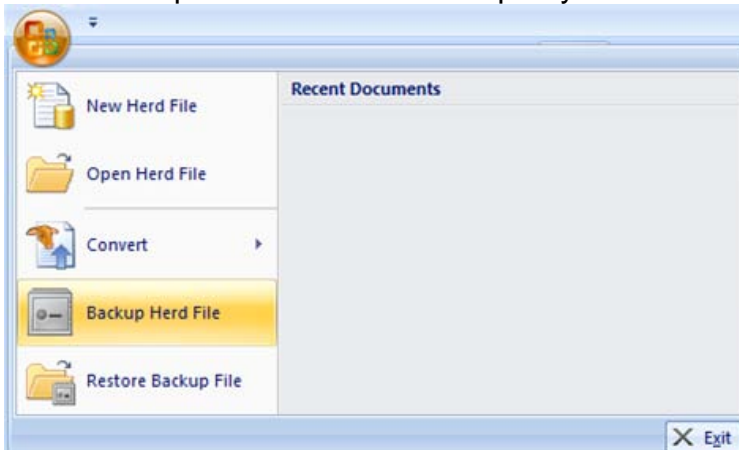 New Herd File
Recent Documents
Open Herd File
Convert
Backup Herd File
Restore Backup File
Exit